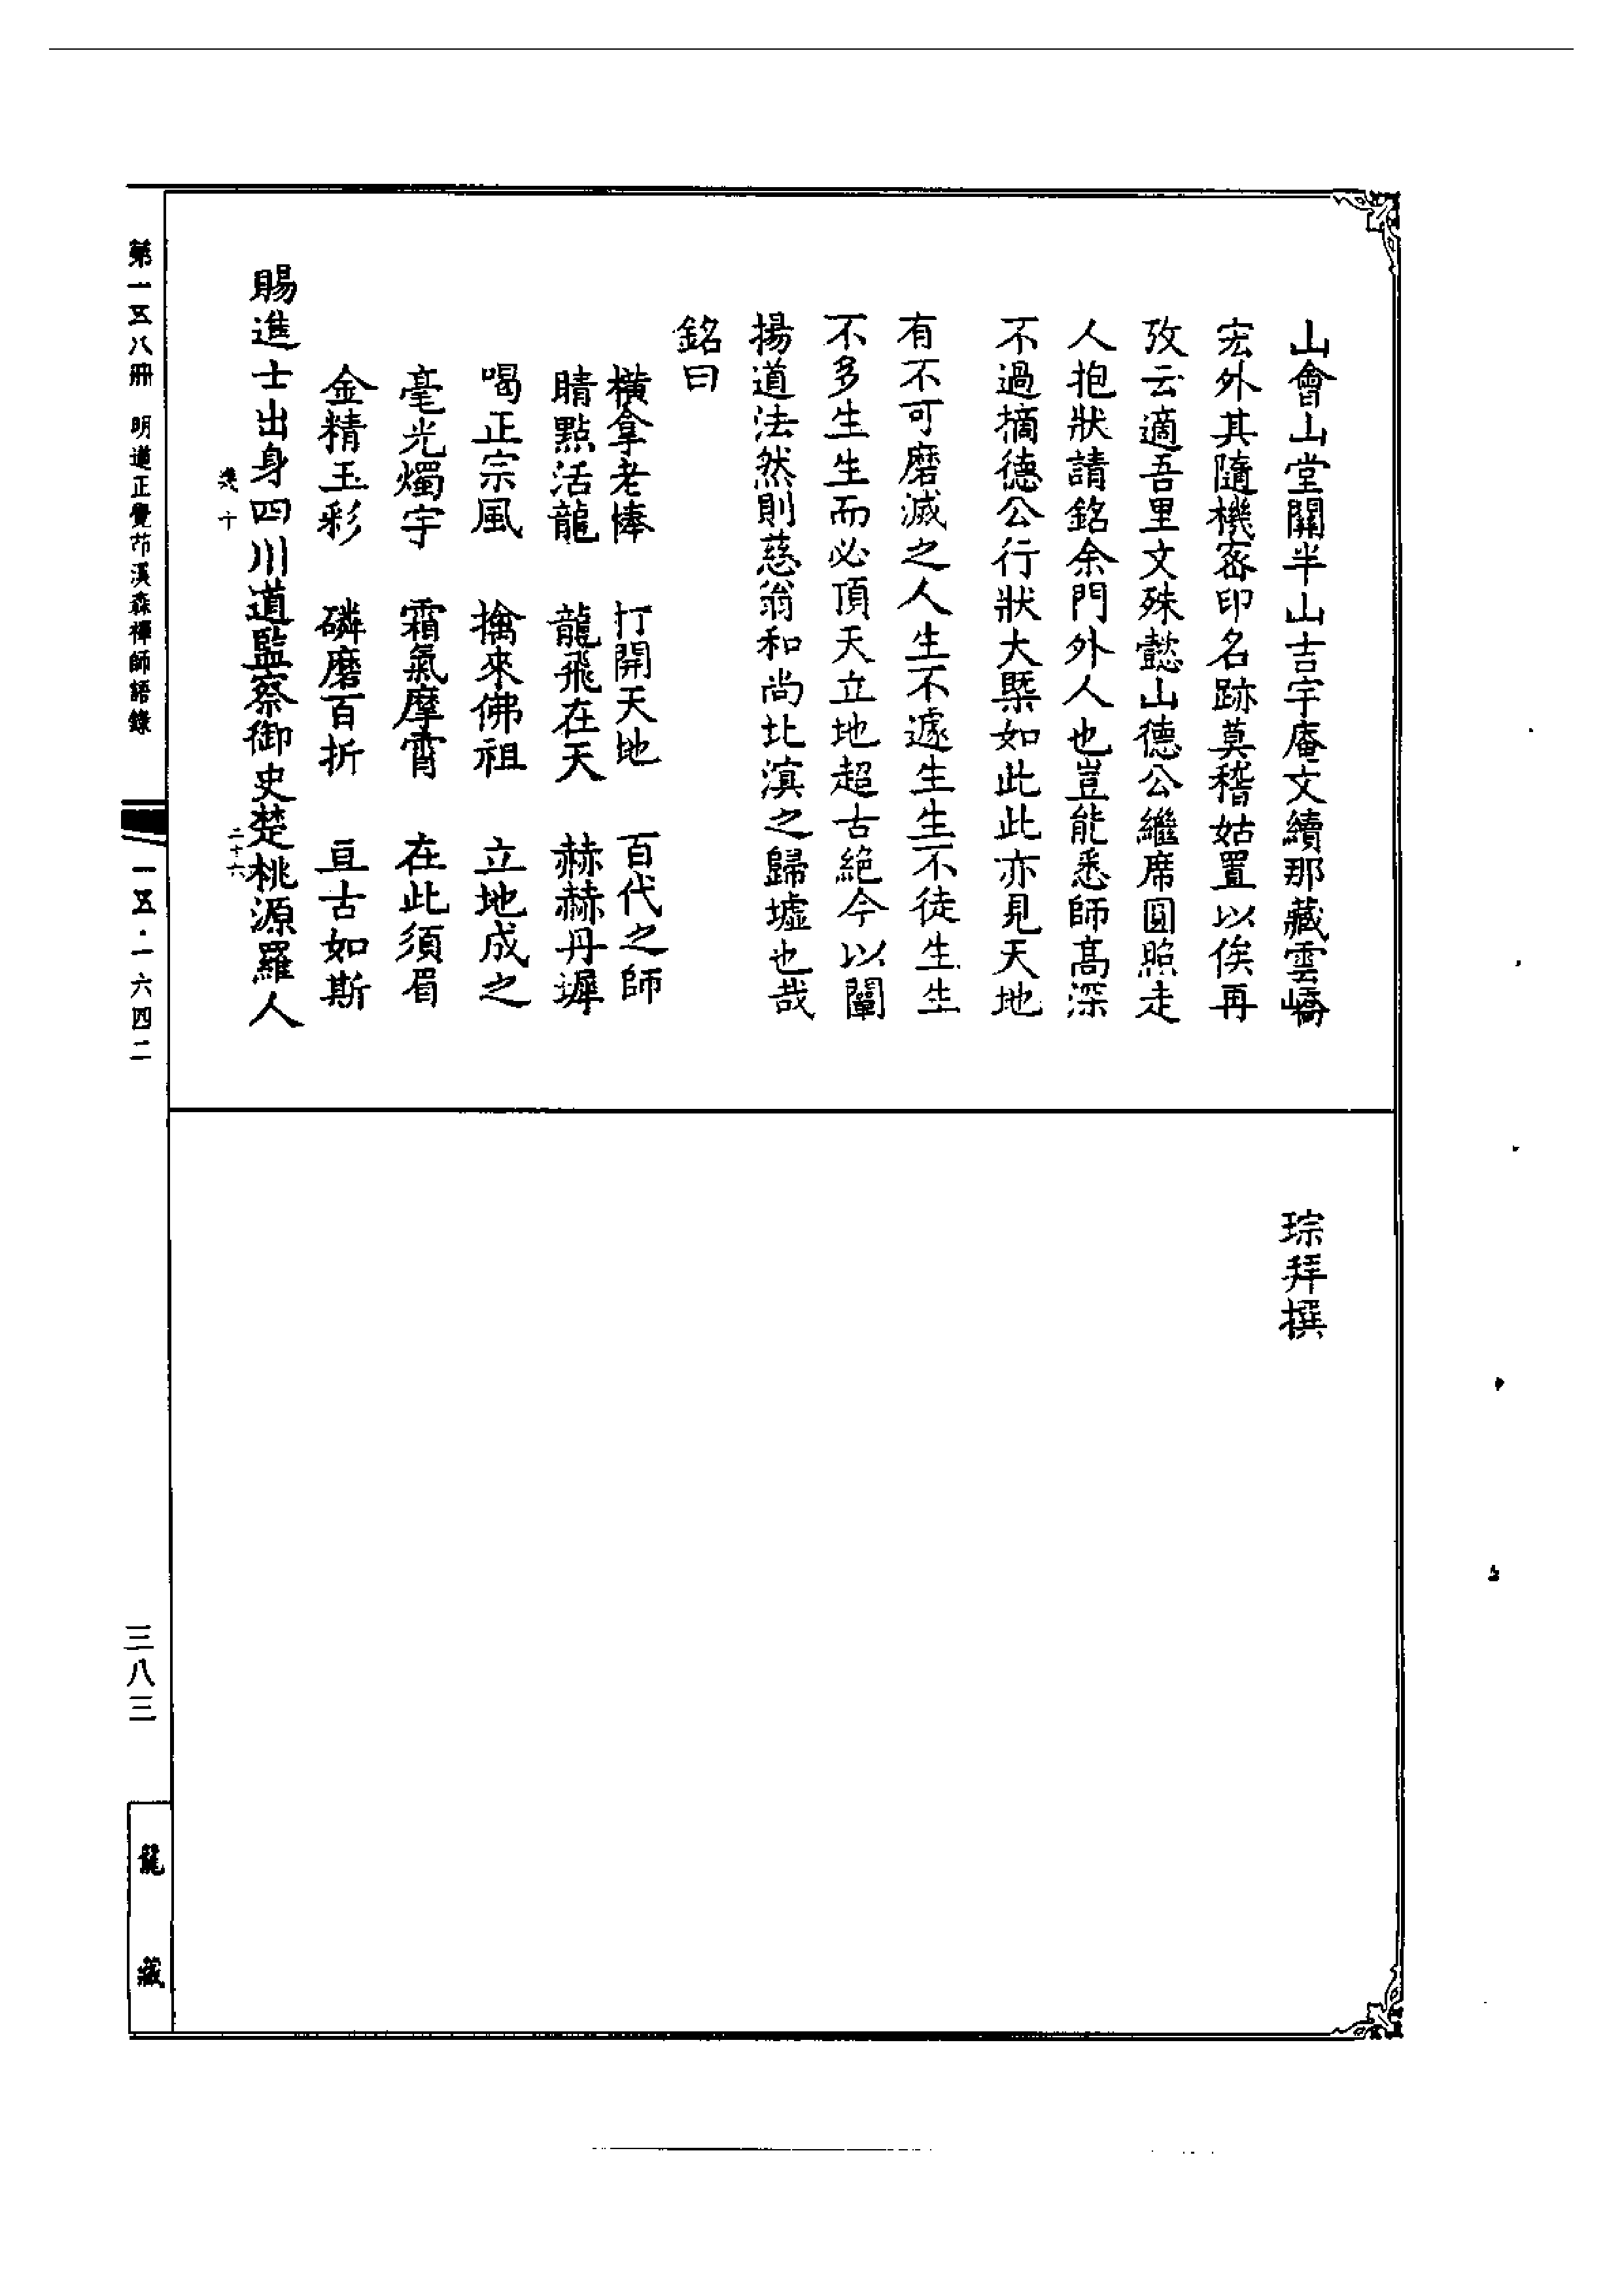 山會山堂關半山吉宇庵文續那藏雲嶠
宏外其隨機密印名跡莫稽姑置以俟再
攷云適吾里文殊懿山德公繼席圓照走
人抱狀請銘余門外人也豈能悉師高深
不過摘德公行狀大槩如此此亦見天地
有不可磨滅之人生不遽生生不徒生生
不多生生而必頂天立地超古絕今以闡
揚道法然則慈翁和尚北滇之歸墟也哉
銘曰
橫拿老棒 打開天地 百代之師
睛點活龍 龍飛在天 赫赫丹墀
喝正宗風 擒來佛祖 立地成之
毫光燭宇 霜氣摩霄 在此須眉
金精玉彩 磷磨百折 亘古如斯
賜進士出身四川道監察御史楚桃源羅人
琮拜撰
幾十 二十六
第一五八冊 明道正覺䒢溪森禪師語錄
一五·一六四二
三八三
龍藏